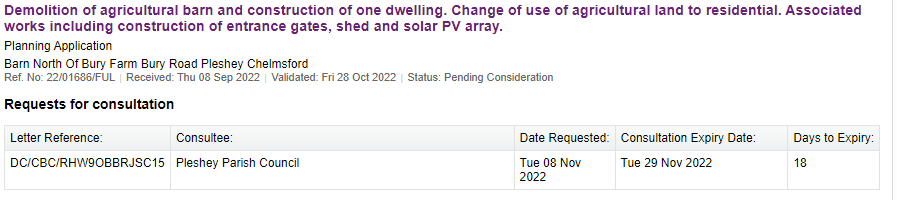 Demolition of agricultural barn and construction of one dwelling. Change of use of agricultural land to residential. Associated
works including construction of entrance gates, shed and solar PV array.
Planning Application
Barn North Of Bury Farm Bury Road Pleshey Chelmsford
Ref. No: 22/01686/FUL | Received: Thu 08 Sep 2022 | Validated: Fri 28 Oct 2022 | Status: Pending Consideration
Requests for consultation
Letter Reference: Consultee: Date Requested: Consultation Expiry Date: Days to Expiry:
DC/CBC/RHW9OBBRJSC15 Pleshey Parish Council Tue 08 Nov Tue 29 Nov 2022 18
2022